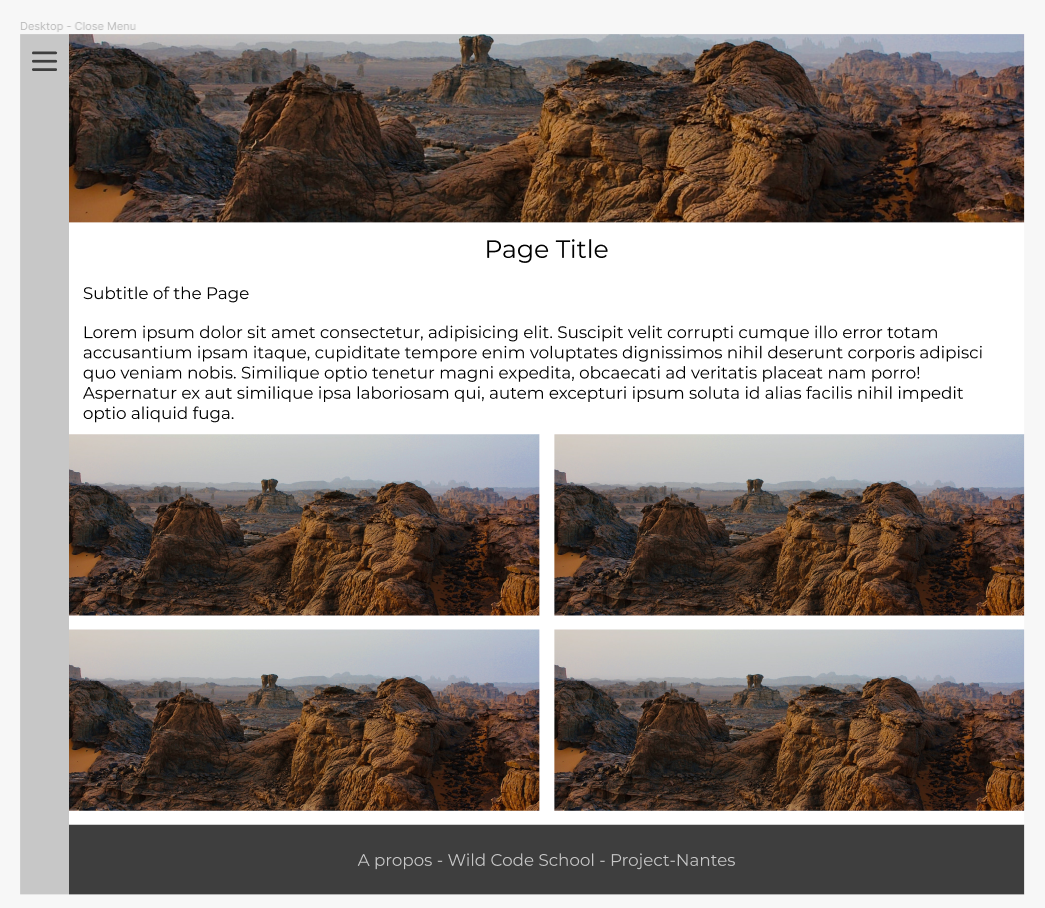 Desktop - Close Menu
Page Title
Subtitle of the Page
Lorem ipsum dolor sit amet consectetur, adipisicing elit. Suscipit velit corrupti cumque illo error totam
accusantium ipsam itaque, cupiditate tempore enim voluptates dignissimos nihil deserunt corporis adipisci
quo veniam nobis. Similique optio tenetur magni expedita, obcaecati ad veritatis placeat nam porro!
Aspernatur ex aut similique ipsa laboriosam qui, autem excepturi ipsum soluta id alias facilis nihil impedit
optio aliquid fuga.
A propos - Wild Code School - Project-Nantes